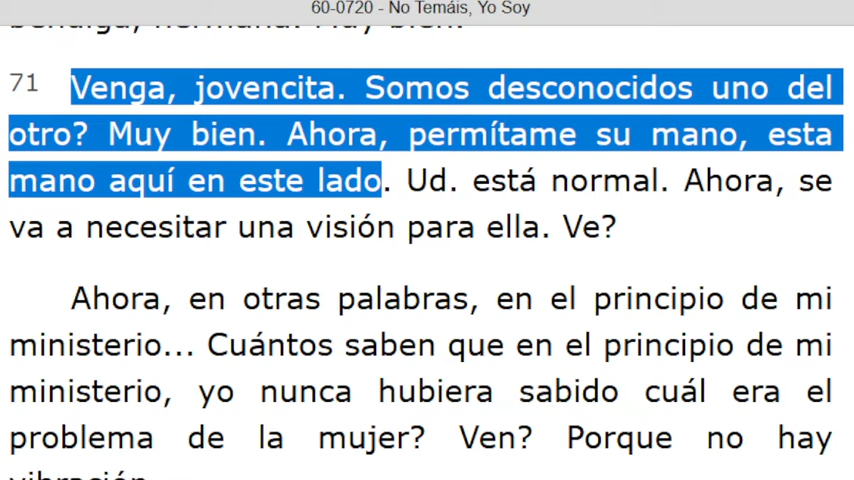 60-0720 - No Temáis, Yo Soy
71 Venga, jovencita. Somos desconocidos uno del
otro? Muy bien. Ahora, permítame su mano, esta
mano aquí en este lado. Ud. está normal. Ahora, se
va a necesitar una visión para ella. Ve?
Ahora, en otras palabras, en el principio de mi
ministerio... Cuántos saben que en el principio de mi
ministerio, yo nunca hubiera sabido cuál era el
problema de la mujer? Ven? Porque no hay